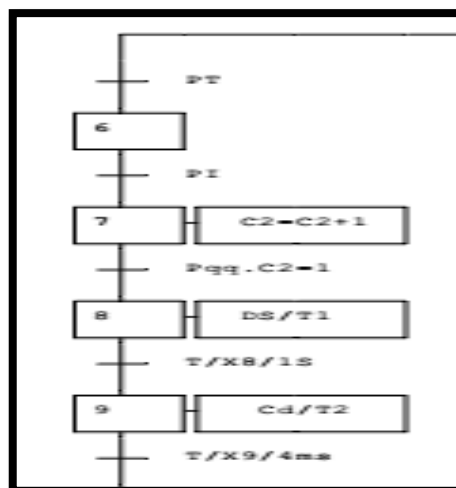 PT
6
PI
7 C2=C2+1
Pqq.C2=1
8 DS/T1
T/X8/1S
9 Cd/T2
T/X9/4ms